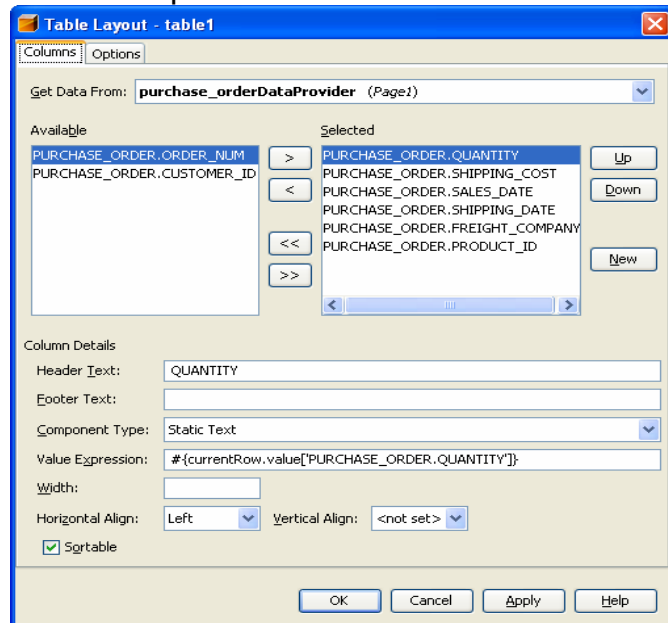 Table Layout - table1
Columns Options
Get Data From: purchase_orderDataProvider (Page1)
Available Selected
PURCHASE_ORDER.ORDER_NUM > PURCHASE_ORDER.QUANTITY Up
PURCHASE_ORDER.CUSTOMER_ID PURCHASE_ORDER.SHIPPING_COST
< PURCHASE_ORDER.SALES_DATE Down
PURCHASE_ORDER.SHIPPING_DATE
PURCHASE_ORDER.FREIGHT_COMPANY
<< PURCHASE_ORDER.PRODUCT_ID
New
>>
Column Details
Header Text: QUANTITY
Footer Text:
Component Type: Static Text
Value Expression: #{currentRow.value['PURCHASE_ORDER.QUANTITY']}
Width:
Horizontal Align: Left Vertical Align: <not set>
Sortable
OK Cancel Apply Help